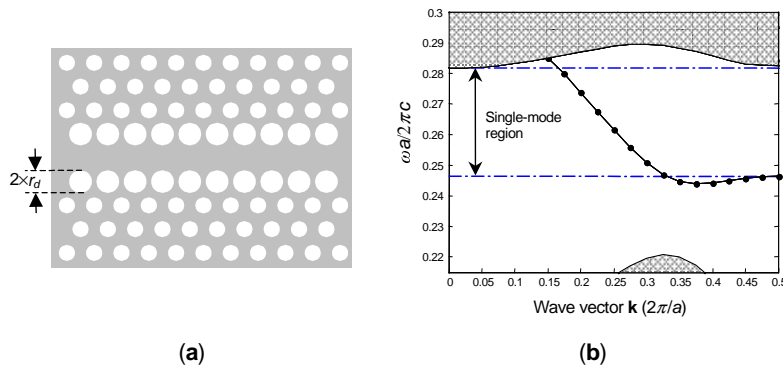 2×r_d
0.3
0.29
0.28
0.27
0.26
0.25
0.24
0.23
0.22
ωa/2πc
Single-mode
region
0 0.05 0.1 0.15 0.2 0.25 0.3 0.35 0.4 0.45 0.5
Wave vector k (2π/a)
(a) (b)